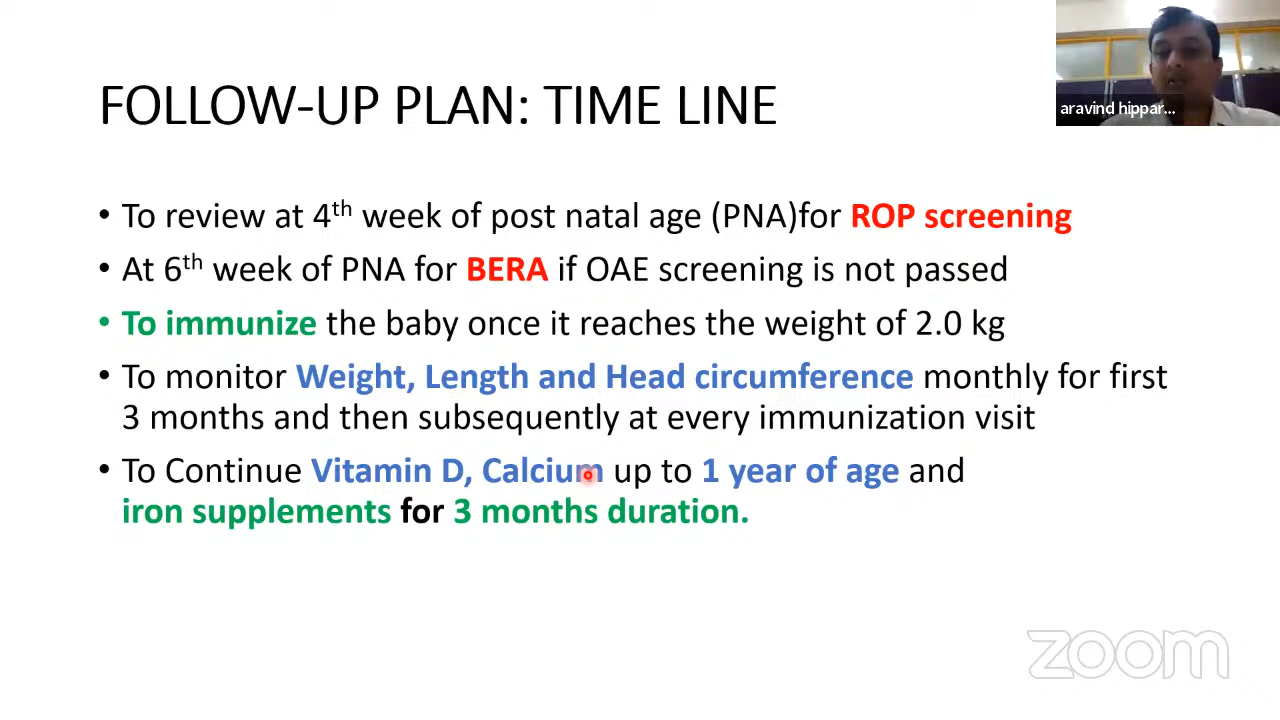 FOLLOW-UP PLAN: TIME LINE
aravind hippar...
• To review at 4th week of post natal age (PNA)for ROP screening
• At 6th week of PNA for BERA if OAE screening is not passed
• To immunize the baby once it reaches the weight of 2.0 kg
• To monitor Weight, Length and Head circumference monthly for first
3 months and then subsequently at every immunization visit
• To Continue Vitamin D, Calcium up to 1 year of age and
iron supplements for 3 months duration.
zoom